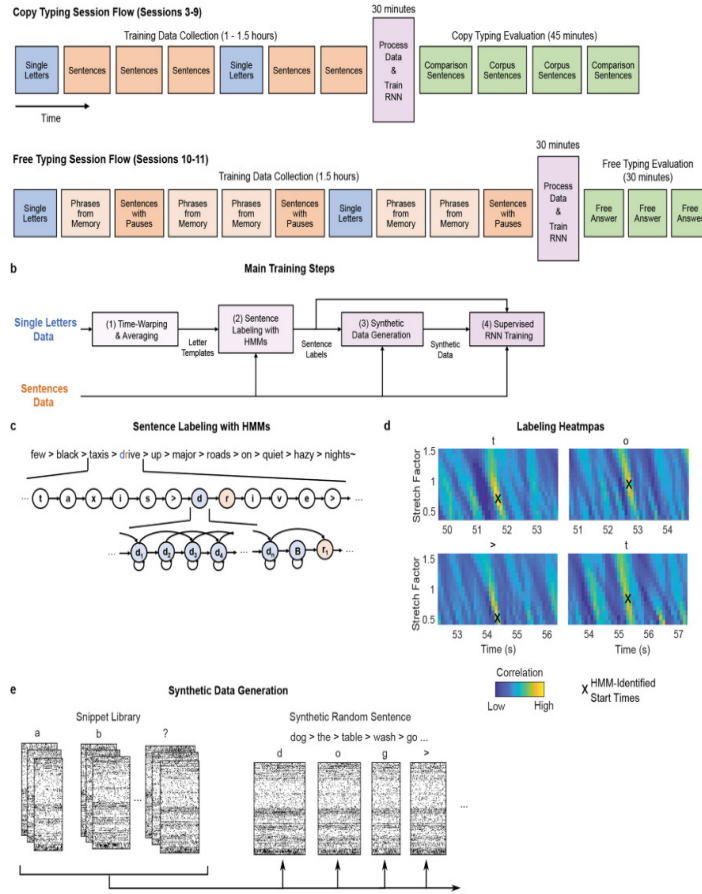 Copy Typing Session Flow (Sessions 3-9)
30 minutes
Training Data Collection (1 - 1.5 hours)
Copy Typing Evaluation (45 minutes)
Single Letters
Sentences
Sentences
Sentences
Single Letters
Sentences
Sentences
Process Data & Train RNN
Comparison Sentences
Corpus Sentences
Corpus Sentences
Comparison Sentences
Time
Free Typing Session Flow (Sessions 10-11)
30 minutes
Training Data Collection (1.5 hours)
Free Typing Evaluation (30 minutes)
Single Letters
Phrases from Memory
Sentences with Pauses
Phrases from Memory
Phrases from Memory
Sentences with Pauses
Single Letters
Phrases from Memory
Phrases from Memory
Sentences with Pauses
Process Data & Train RNN
Free Answer
Free Answer
Free Answer
b
Main Training Steps
Single Letters Data
(1) Time-Warping & Averaging
Letter Templates
(2) Sentence Labeling with HMMs
Sentence Labels
(3) Synthetic Data Generation
Synthetic Data
(4) Supervised RNN Training
Sentences Data
c
Sentence Labeling with HMMs
few > black > taxis > drive > up > major > roads > on > quiet > hazy > nights~
... t a x i s > d r i v e > ...
... d1 d2 d3 d4 ... dn B r1 ...
d
Labeling Heatmpas
t
o
Stretch Factor
1.5
1
0.5
50 51 52 53
51 52 53 54
>
t
Stretch Factor
1.5
1
0.5
53 54 55 56
54 55 56 57
Time (s)
Time (s)
Correlation
Low
High
X HMM-Identified Start Times
e
Synthetic Data Generation
Snippet Library
a
b
?
...
Synthetic Random Sentence
dog > the > table > wash > go ...
d
o
g
>
...